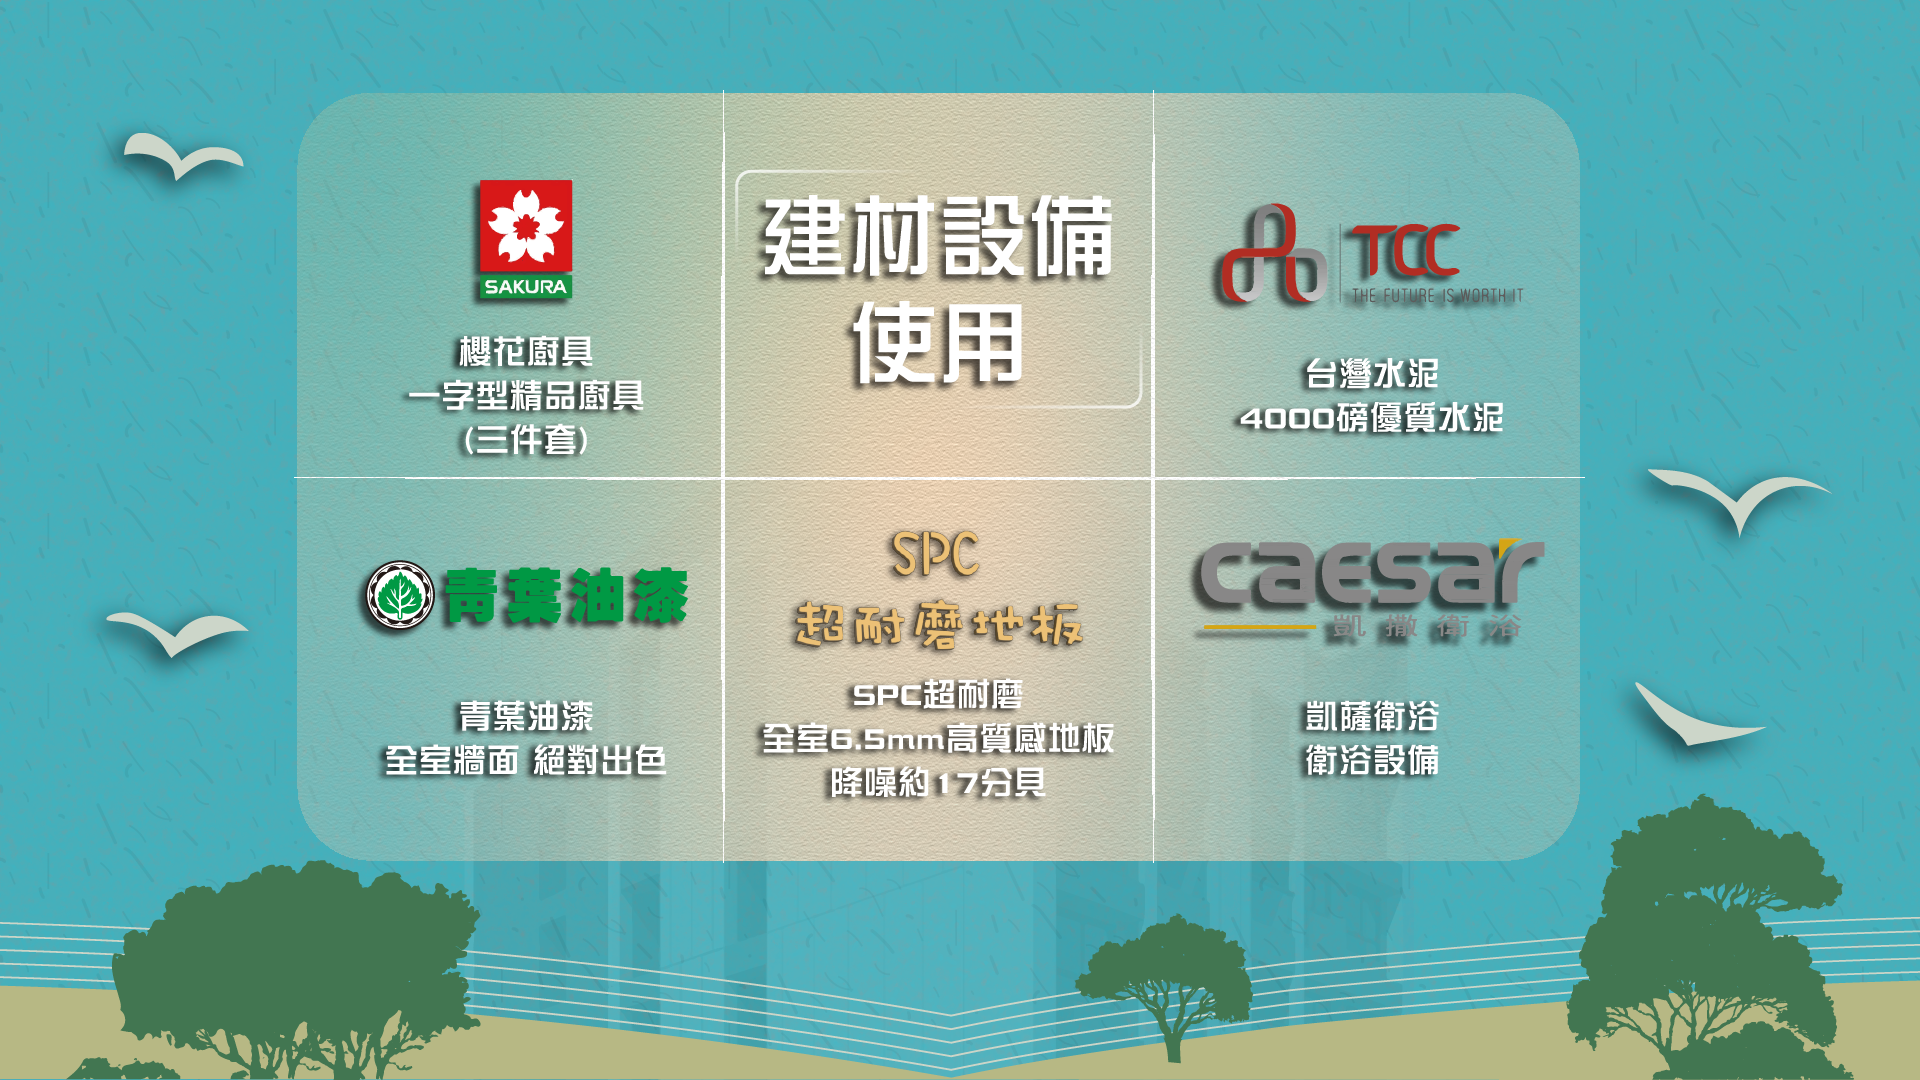 SAKURA
櫻花廚具
一字型精品廚具
(三件套)
建材設備
使用
TCC
THE FUTURE IS WORTH IT
台灣水泥
4000磅優質水泥
青葉油漆
青葉油漆
全室牆面 絕對出色
SPC
超耐磨地板
SPC超耐磨
全室6.5mm高質感地板
降噪約17分貝
caesar
凱撒衛浴
凱薩衛浴
衛浴設備